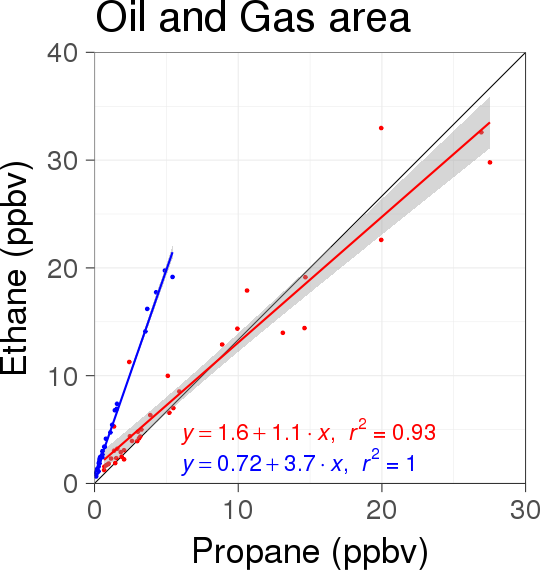 Oil and Gas area
Ethane (ppbv)
40
30
20
10
0
y = 1.6 + 1.1 · x, r² = 0.93
y = 0.72 + 3.7 · x, r² = 1
0 10 20 30
Propane (ppbv)